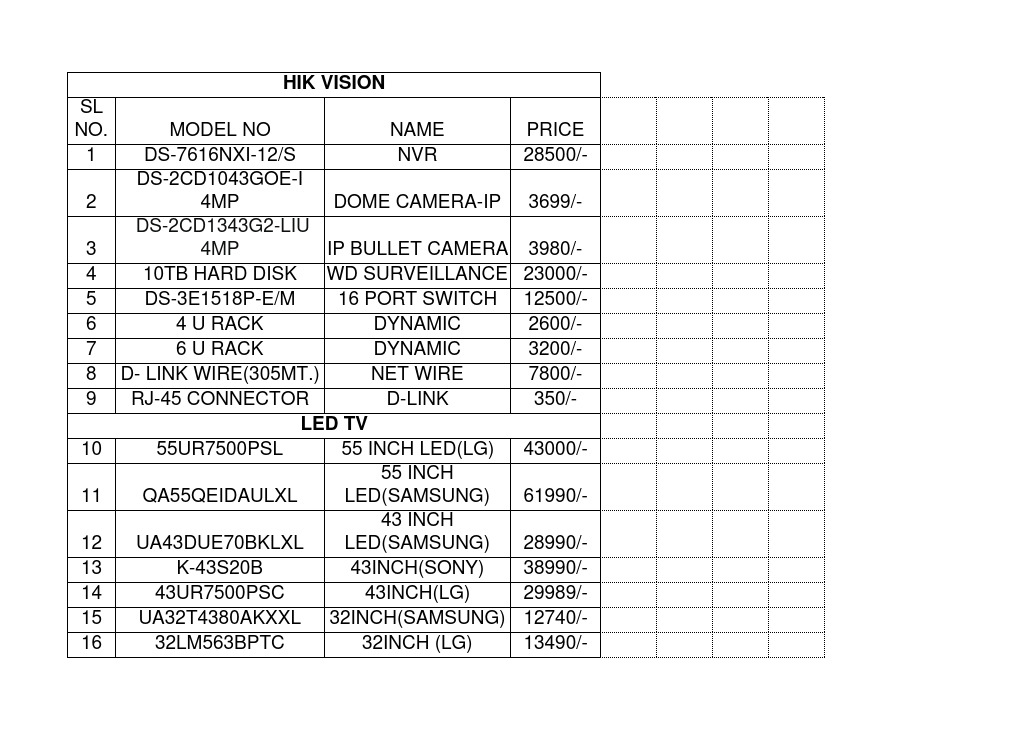 HIK VISION
SL
NO. MODEL NO NAME PRICE
1 DS-7616NXI-12/S NVR 28500/-
DS-2CD1043GOE-I
2 4MP DOME CAMERA-IP 3699/-
DS-2CD1343G2-LIU
3 4MP IP BULLET CAMERA 3980/-
4 10TB HARD DISK WD SURVEILLANCE 23000/-
5 DS-3E1518P-E/M 16 PORT SWITCH 12500/-
6 4 U RACK DYNAMIC 2600/-
7 6 U RACK DYNAMIC 3200/-
8 D- LINK WIRE(305MT.) NET WIRE 7800/-
9 RJ-45 CONNECTOR D-LINK 350/-
LED TV
10 55UR7500PSL 55 INCH LED(LG) 43000/-
55 INCH
11 QA55QEIDAULXL LED(SAMSUNG) 61990/-
43 INCH
12 UA43DUE70BKLXL LED(SAMSUNG) 28990/-
13 K-43S20B 43INCH(SONY) 38990/-
14 43UR7500PSC 43INCH(LG) 29989/-
15 UA32T4380AKXXL 32INCH(SAMSUNG) 12740/-
16 32LM563BPTC 32INCH (LG) 13490/-